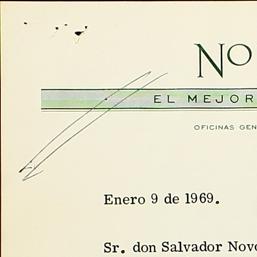 No
EL MEJOR
OFICINAS GEN
Enero 9 de 1969.
Sr. don Salvador Novo